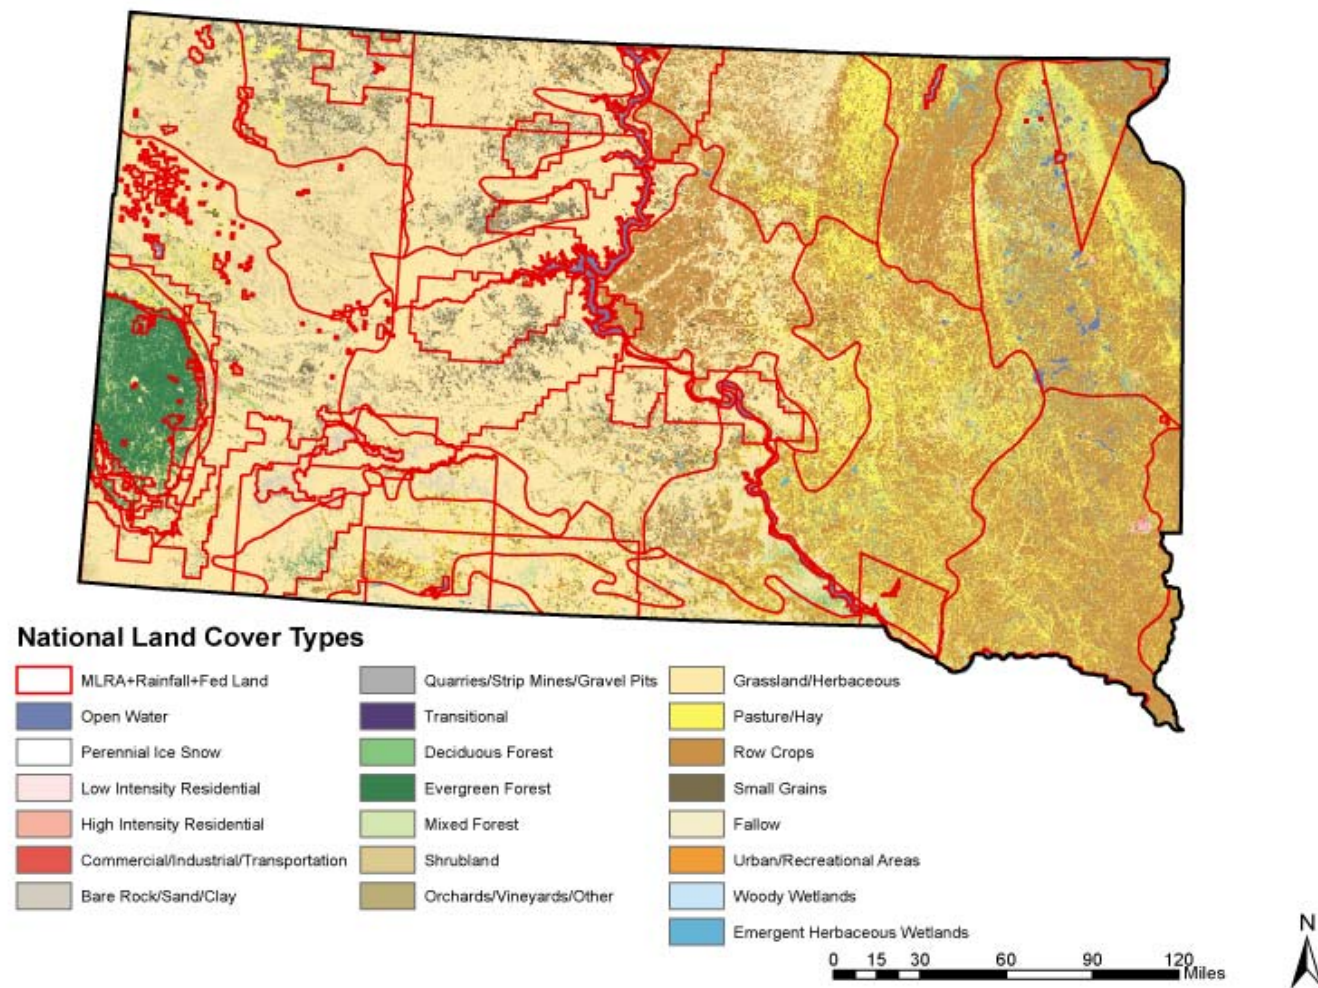 National Land Cover Types
MLRA+Rainfall+Fed Land
Open Water
Perennial Ice Snow
Low Intensity Residential
High Intensity Residential
Commercial/Industrial/Transportation
Bare Rock/Sand/Clay
Quarries/Strip Mines/Gravel Pits
Transitional
Deciduous Forest
Evergreen Forest
Mixed Forest
Shrubland
Orchards/Vineyards/Other
Grassland/Herbaceous
Pasture/Hay
Row Crops
Small Grains
Fallow
Urban/Recreational Areas
Woody Wetlands
Emergent Herbaceous Wetlands
N
0 15 30 60 90 120
Miles